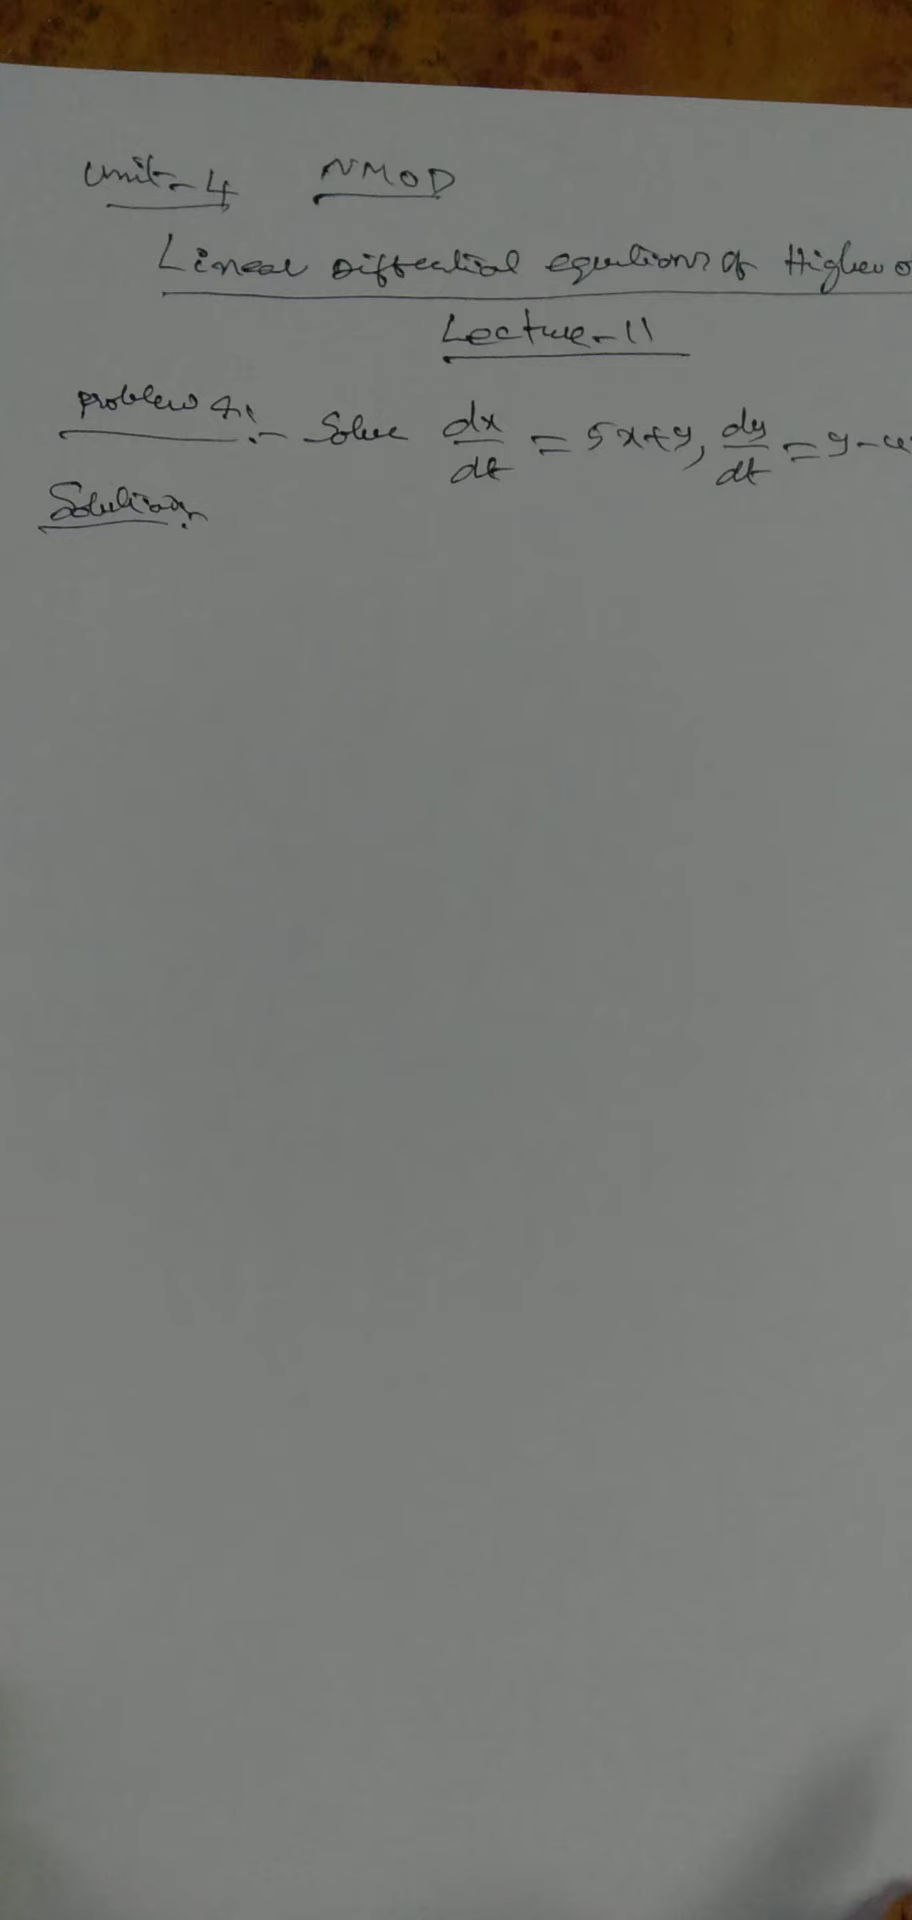 Unit-4 NMOD
Linear Differential equations of Higher o
Lecture-11
problem 4:- Solve dx/dt = 5x+y, dy/dt = y-4
Solution